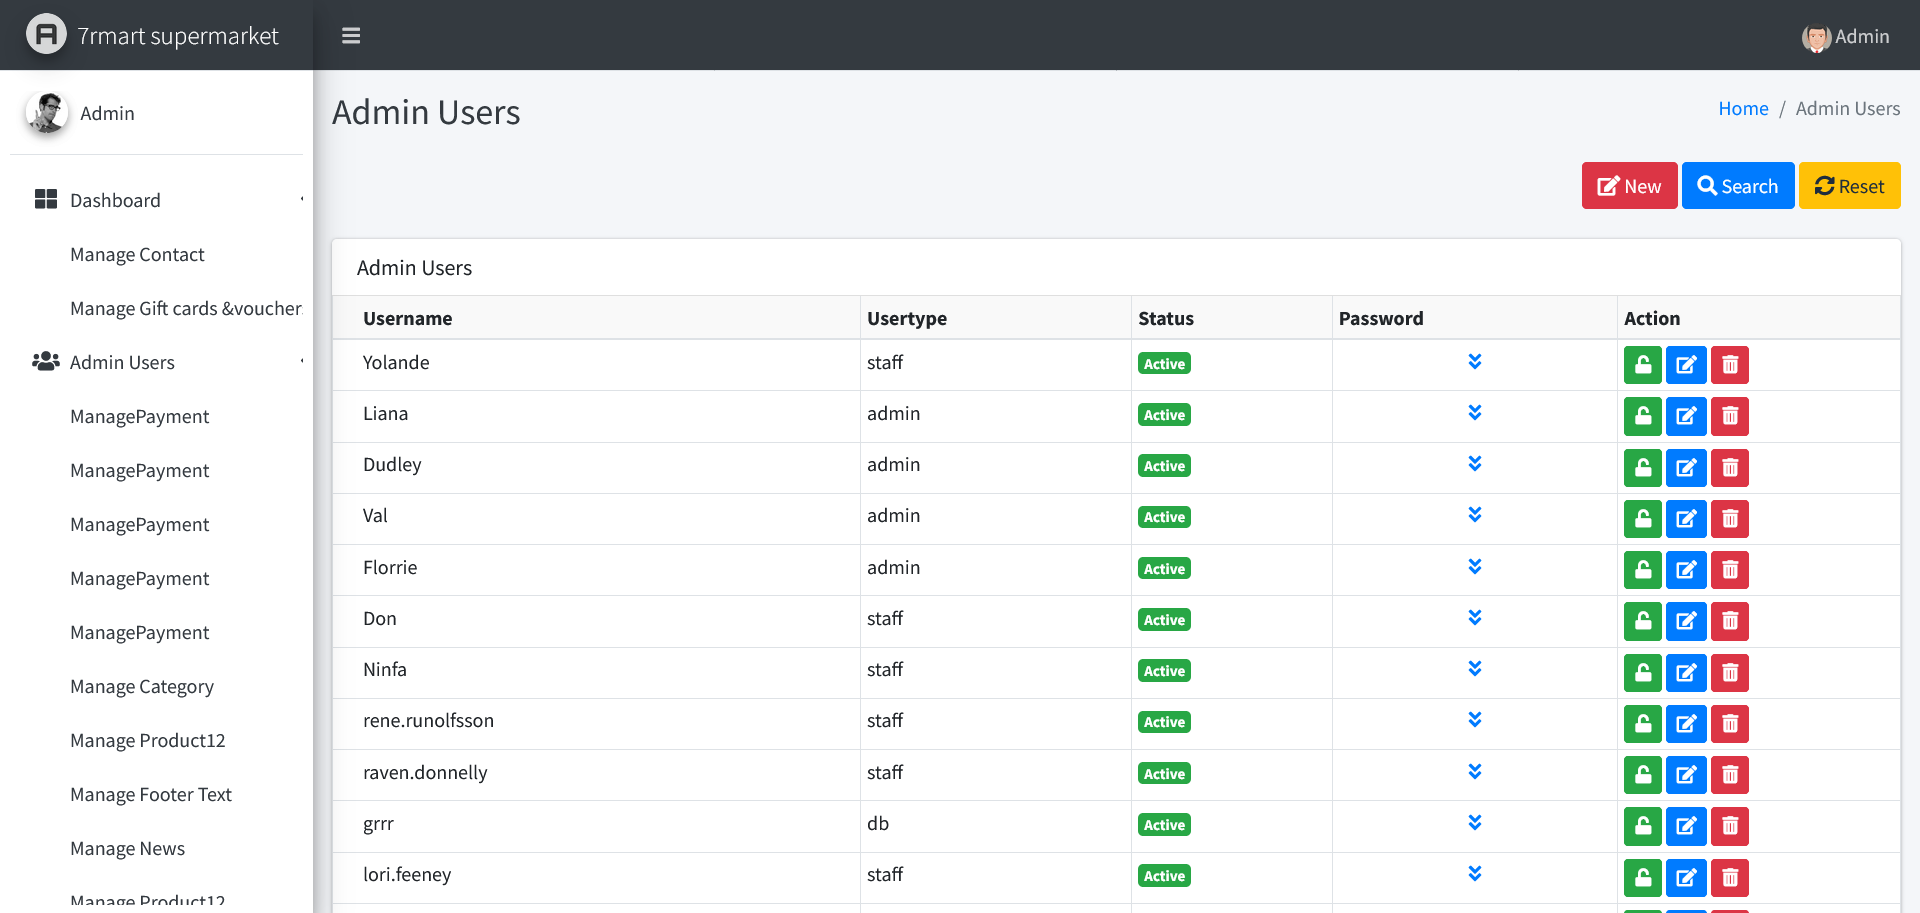 7rmart supermarket
Admin
Admin
Dashboard
Manage Contact
Manage Gift cards &voucher
Admin Users
ManagePayment
ManagePayment
ManagePayment
ManagePayment
ManagePayment
Manage Category
Manage Product12
Manage Footer Text
Manage News
Manage Product12
Admin Users
Home / Admin Users
New Search Reset
Admin Users
Username Usertype Status Password Action
Yolande staff Active
Liana admin Active
Dudley admin Active
Val admin Active
Florrie admin Active
Don staff Active
Ninfa staff Active
rene.runolfsson staff Active
raven.donnelly staff Active
grrr db Active
lori.feeney staff Active